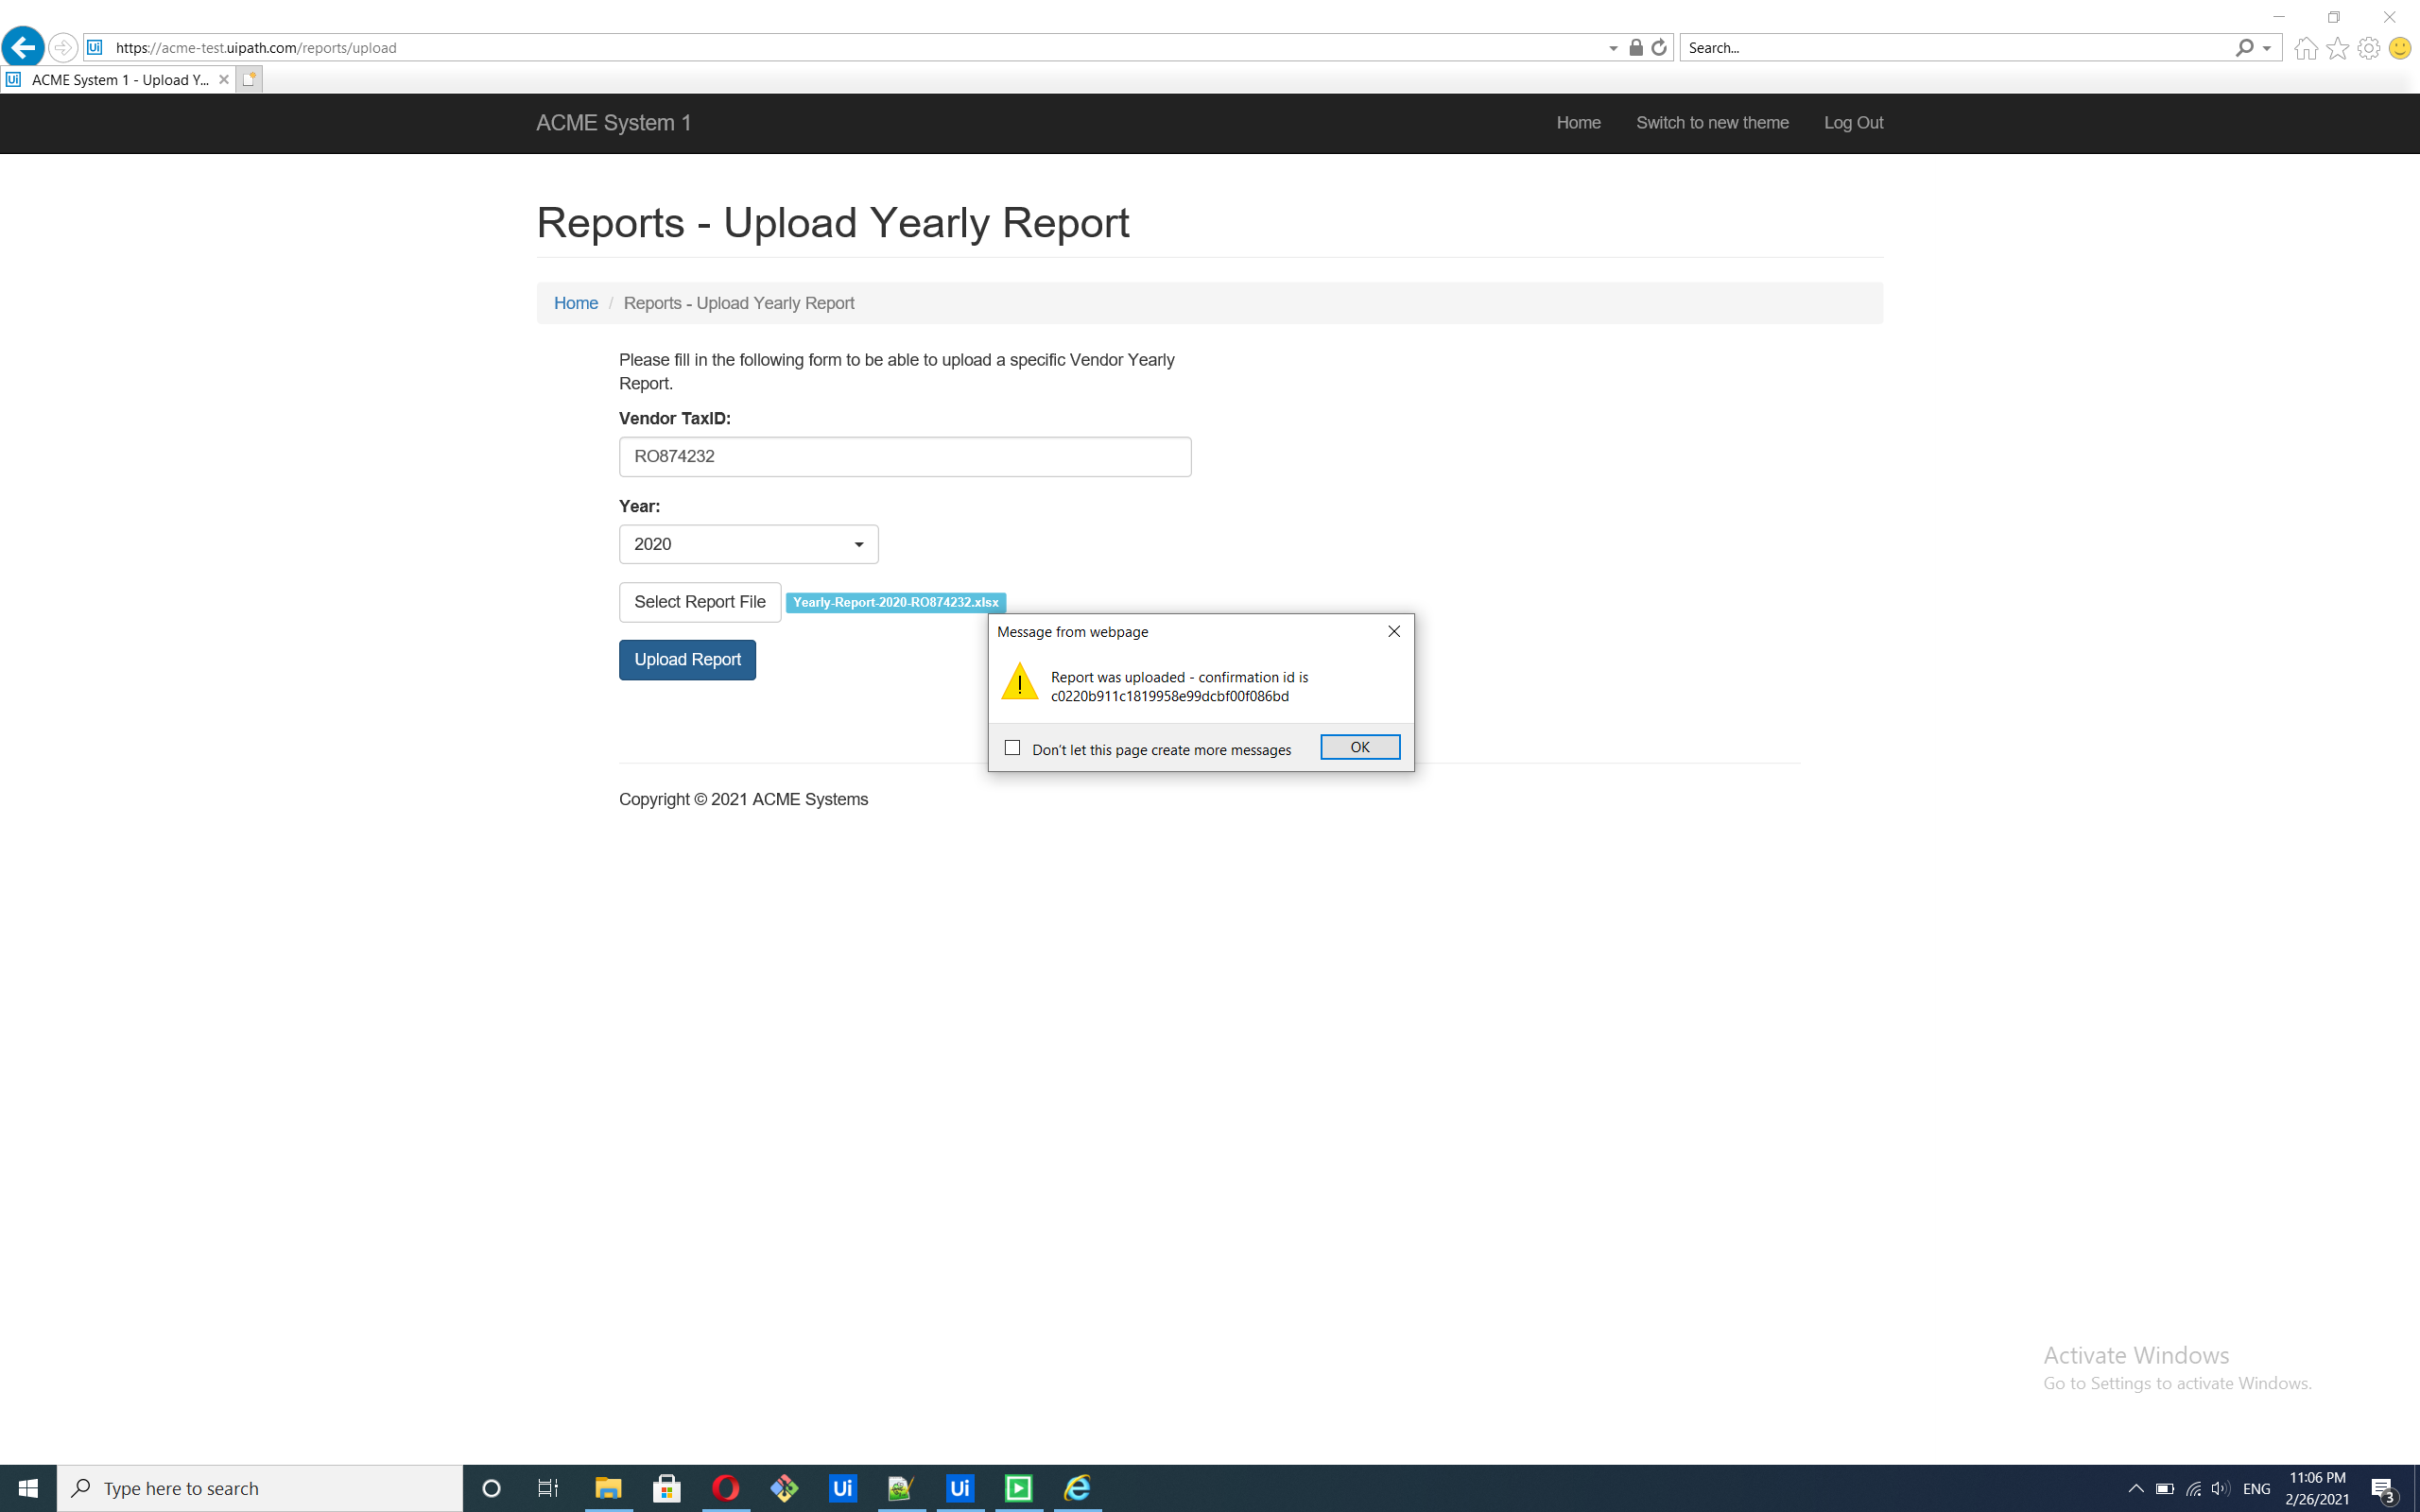 https://acme-test.uipath.com/reports/upload
Search...
ACME System 1 - Upload Y...
ACME System 1
Home
Switch to new theme
Log Out
Reports - Upload Yearly Report
Home / Reports - Upload Yearly Report
Please fill in the following form to be able to upload a specific Vendor Yearly
Report.
Vendor TaxID:
RO874232
Year:
2020
Select Report File
Yearly-Report-2020-RO874232.xlsx
Upload Report
Message from webpage
Report was uploaded - confirmation id is
c0220b911c1819958e99dcbf00f086bd
Don't let this page create more messages
OK
Copyright © 2021 ACME Systems
Activate Windows
Go to Settings to activate Windows.
Type here to search
Ui
Ui
ENG
11:06 PM
2/26/2021
3